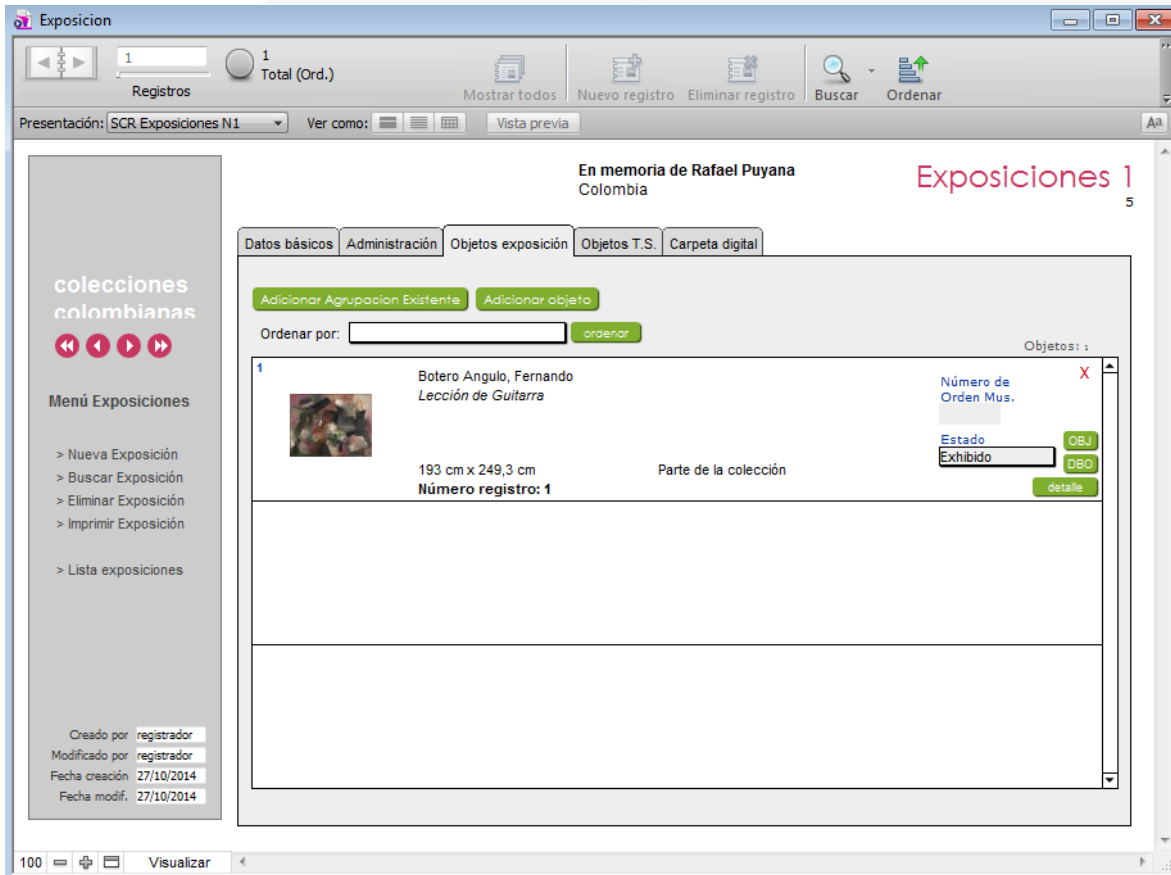 Exposicion
1
Registros
1
Total (Ord.)
Mostrar todos
Nuevo registro
Eliminar registro
Buscar
Ordenar
Presentación: SCR Exposiciones N1
Ver como:
Vista previa
Aa
En memoria de Rafael Puyana
Colombia
Exposiciones 1
5
colecciones
colombianas
Menú Exposiciones
> Nueva Exposición
> Buscar Exposición
> Eliminar Exposición
> Imprimir Exposición
> Lista exposiciones
Creado por registrador
Modificado por registrador
Fecha creación 27/10/2014
Fecha modif. 27/10/2014
Datos básicos
Administración
Objetos exposición
Objetos T.S.
Carpeta digital
Adicionar Agrupacion Existente
Adicionar objeto
Ordenar por:
ordenar
Objetos: 1
1
Botero Angulo, Fernando
Lección de Guitarra
193 cm x 249,3 cm
Parte de la colección
Número registro: 1
X
Número de
Orden Mus.
Estado
Exhibido
OBJ
DBO
detalle
100
Visualizar